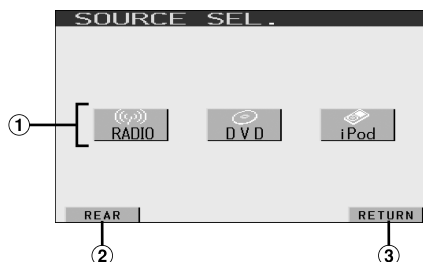 SOURCE SEL.
①
RADIO DVD iPod
REAR RETURN
② ③